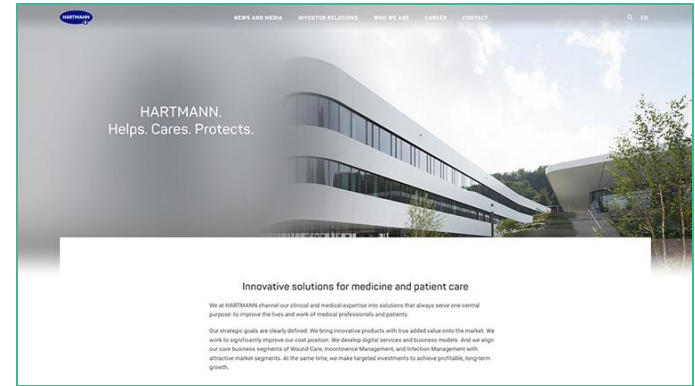 HARTMANN
NEWS AND MEDIA INVESTOR RELATIONS WHO WE ARE CAREER CONTACT EN
HARTMANN.
Helps. Cares. Protects.
Innovative solutions for medicine and patient care
We at HARTMANN channel our clinical and medical expertise into solutions that always serve one central
purpose: to improve the lives and work of medical professionals and patients.
Our strategic goals are clearly defined: We bring innovative products with true added value onto the market. We
work to significantly improve our cost position. We develop digital services and business models. And we align
our core business segments of Wound Care, Incontinence Management, and Infection Management with
attractive market segments. At the same time, we make targeted investments to achieve profitable, long-term
growth.